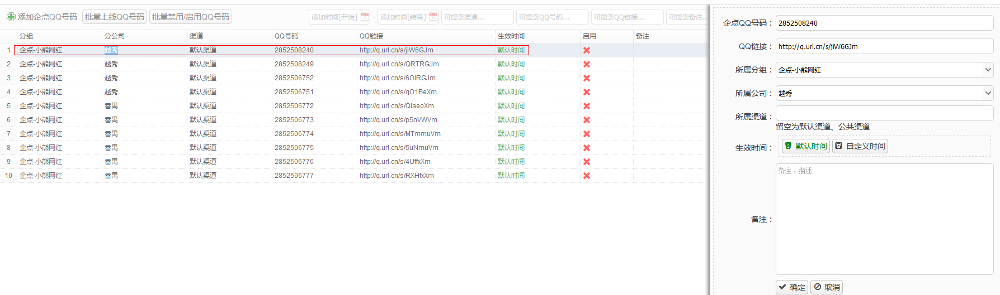 添加企点QQ号码 批量上线QQ号码 批量禁用/启用QQ号码 添加时间[开始] - 添加时间[结束] 可搜索渠道... 可搜索QQ号码... 可搜索QQ链接... 可搜索备注...
分组 分公司 渠道 QQ号码 QQ链接 生效时间 启用 备注
1 企点-小熊网红 越秀 默认渠道 2852508240 http://q.url.cn/s/jiW6GJm 默认时间
2 企点-小熊网红 越秀 默认渠道 2852508249 http://q.url.cn/s/QRTRGJm 默认时间
3 企点-小熊网红 越秀 默认渠道 2852506752 http://q.url.cn/s/6OIRGJm 默认时间
4 企点-小熊网红 越秀 默认渠道 2852506751 http://q.url.cn/s/qO1BeXm 默认时间
5 企点-小熊网红 番禺 默认渠道 2852506772 http://q.url.cn/s/QIaeoXm 默认时间
6 企点-小熊网红 番禺 默认渠道 2852506773 http://q.url.cn/s/p5nVWVm 默认时间
7 企点-小熊网红 番禺 默认渠道 2852506774 http://q.url.cn/s/MTmmuVm 默认时间
8 企点-小熊网红 番禺 默认渠道 2852506775 http://q.url.cn/s/5uNmuVm 默认时间
9 企点-小熊网红 番禺 默认渠道 2852506776 http://q.url.cn/s/4UffxXm 默认时间
10 企点-小熊网红 番禺 默认渠道 2852506777 http://q.url.cn/s/RXHfxXm 默认时间
企点QQ号码： 2852508240
QQ链接： http://q.url.cn/s/jiW6GJm
所属分组： 企点-小熊网红
所属公司： 越秀
所属渠道：
留空为默认渠道、公共渠道
生效时间： 默认时间 自定义时间
备注、描述
备注：
确定 取消